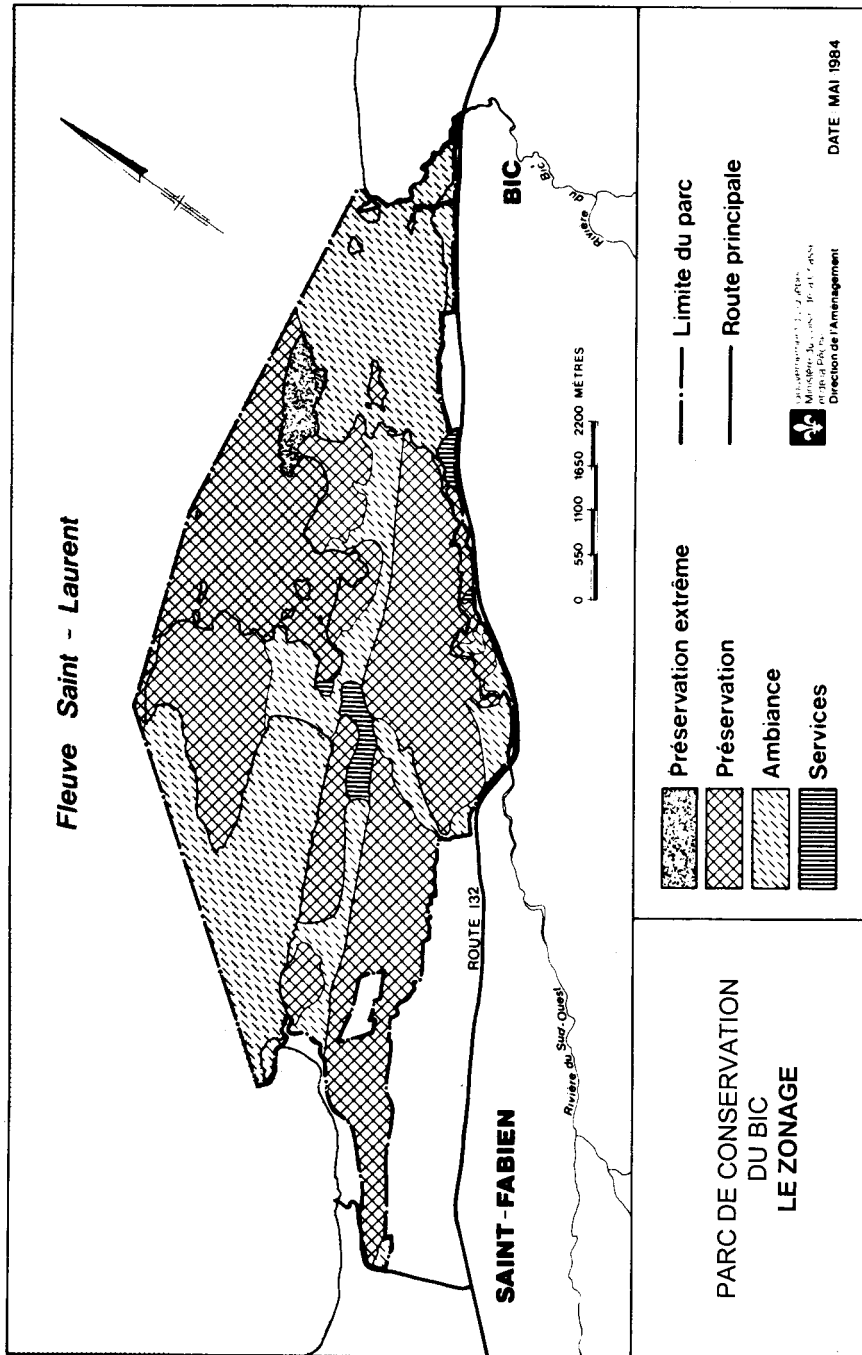 Fleuve Saint - Laurent
BIC
Rivière du Bic
SAINT-FABIEN
ROUTE 132
Rivière du Sud-Ouest
0 550 1100 1650 2200 MÈTRES
PARC DE CONSERVATION
DU BIC
LE ZONAGE
Préservation extrême
Préservation
Ambiance
Services
Limite du parc
Route principale
Direction de l'Aménagement
DATE: MAI 1984